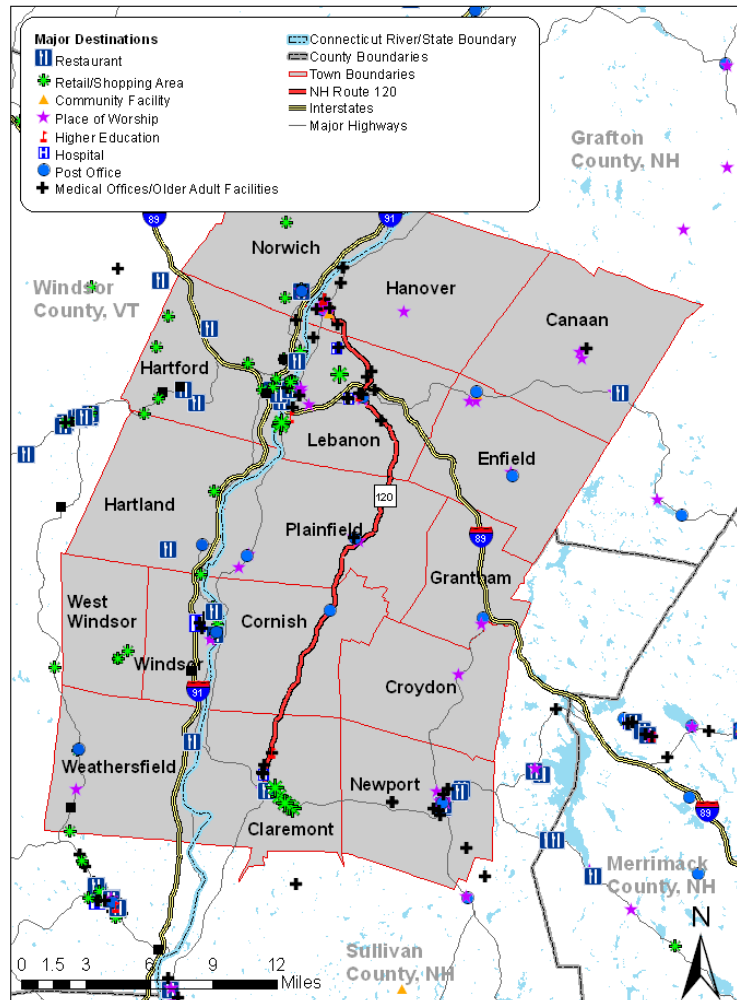 Major Destinations
Restaurant
Retail/Shopping Area
Community Facility
Place of Worship
Higher Education
Hospital
Post Office
Medical Offices/Older Adult Facilities
Connecticut River/State Boundary
County Boundaries
Town Boundaries
NH Route 120
Interstates
Major Highways
Grafton
County, NH
89
91
Norwich
Hanover
Windsor
County, VT
Canaan
Hartford
Lebanon
Enfield
Hartland
120
Plainfield
89
Grantham
West
Windsor
Cornish
Windsor
91
Croydon
Weathersfield
Newport
89
Claremont
Merrimack
County, NH
N
Sullivan
County, NH
0 1.5 3 6 9 12
Miles